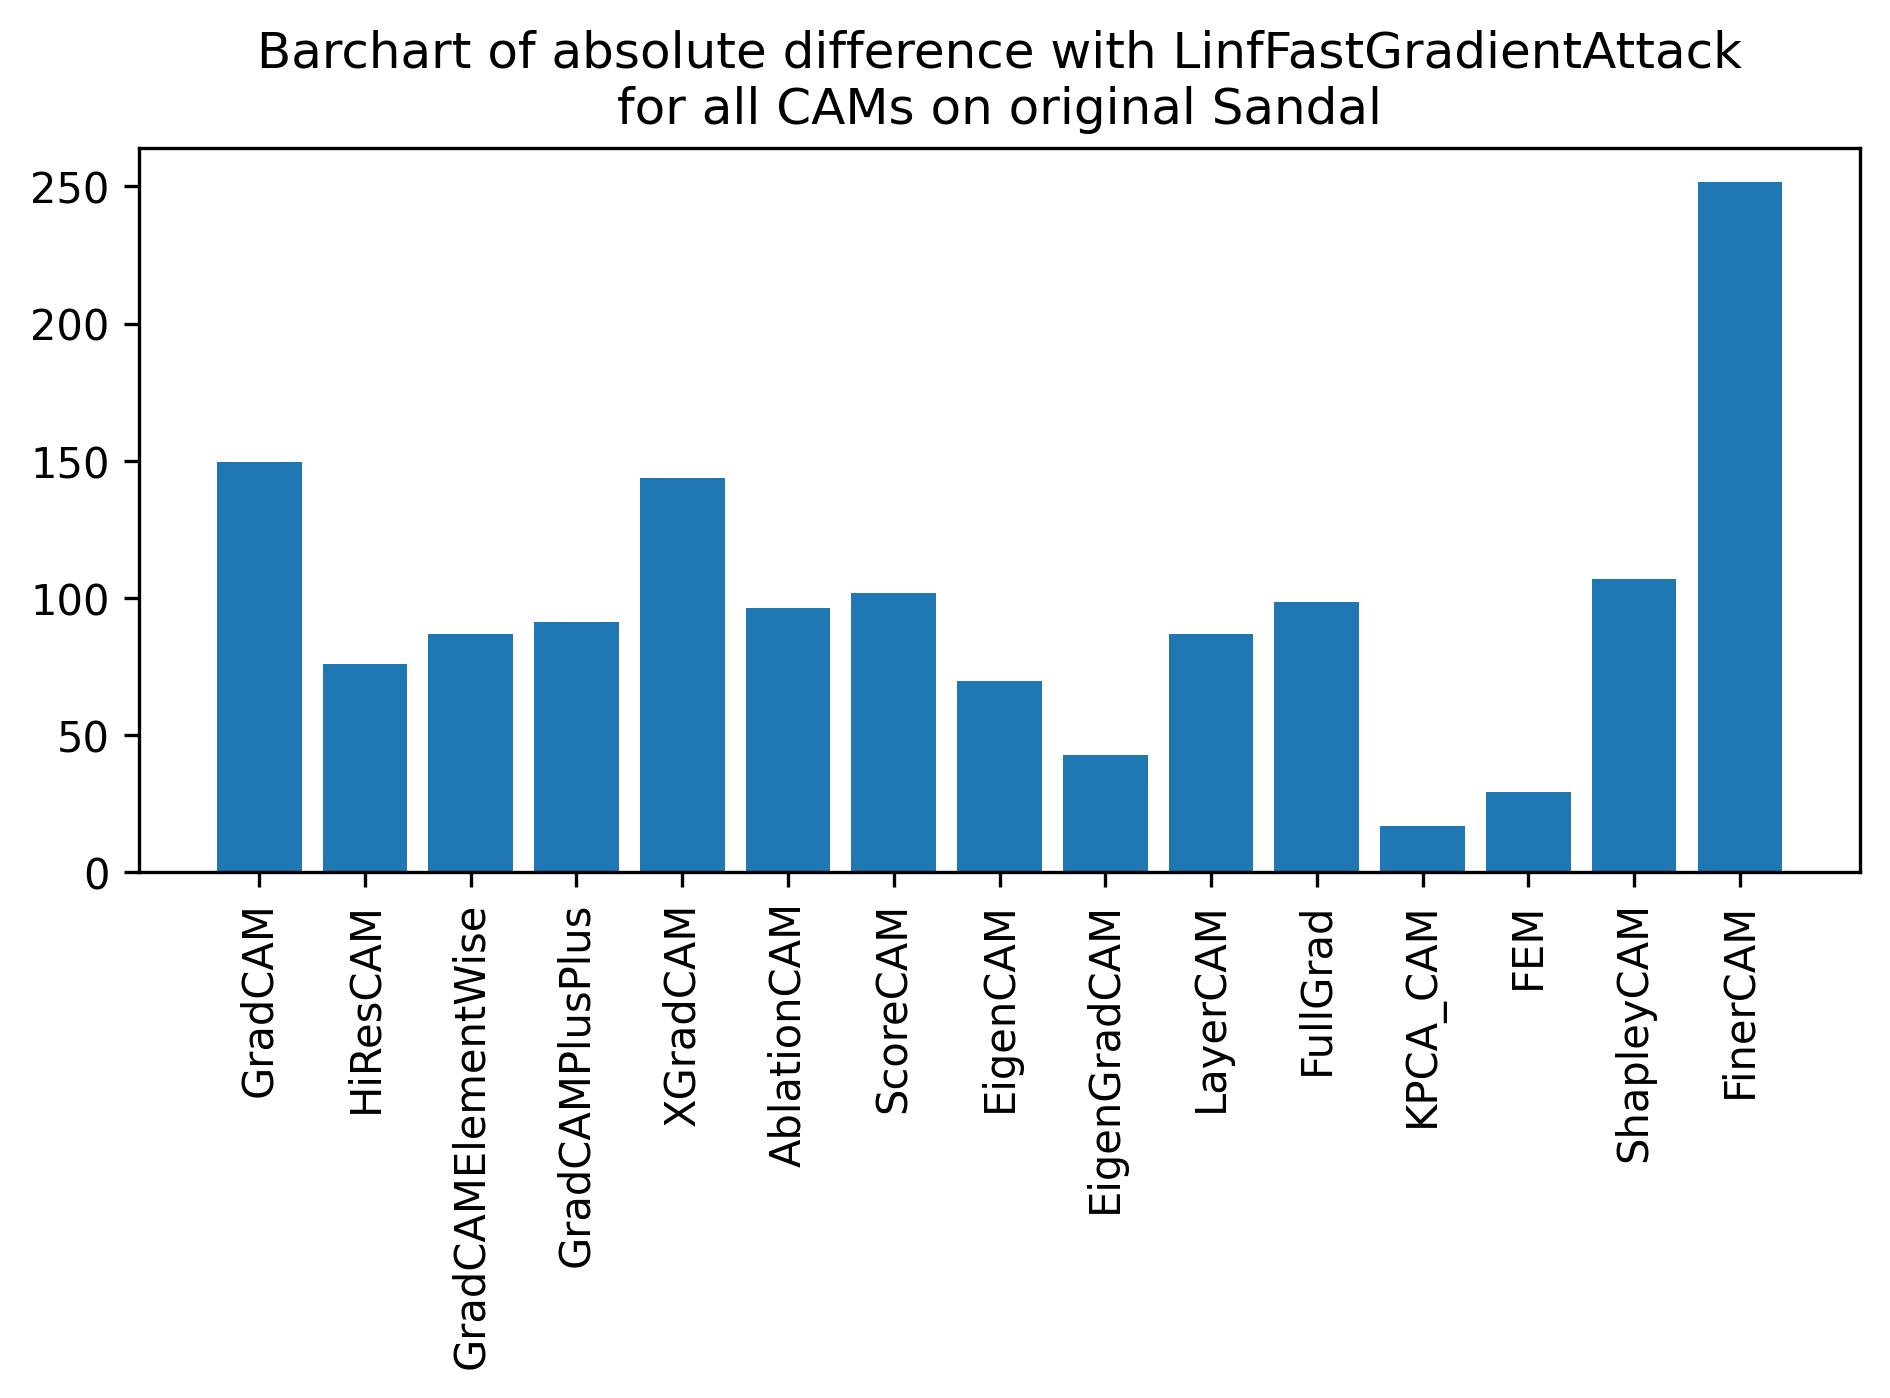 Barchart of absolute difference with LinfFastGradientAttack
for all CAMs on original Sandal
250
200
150
100
50
0
GradCAM
HiResCAM
GradCAMElementWise
GradCAMPlusPlus
XGradCAM
AblationCAM
ScoreCAM
EigenCAM
EigenGradCAM
LayerCAM
FullGrad
KPCA_CAM
FEM
ShapleyCAM
FinerCAM